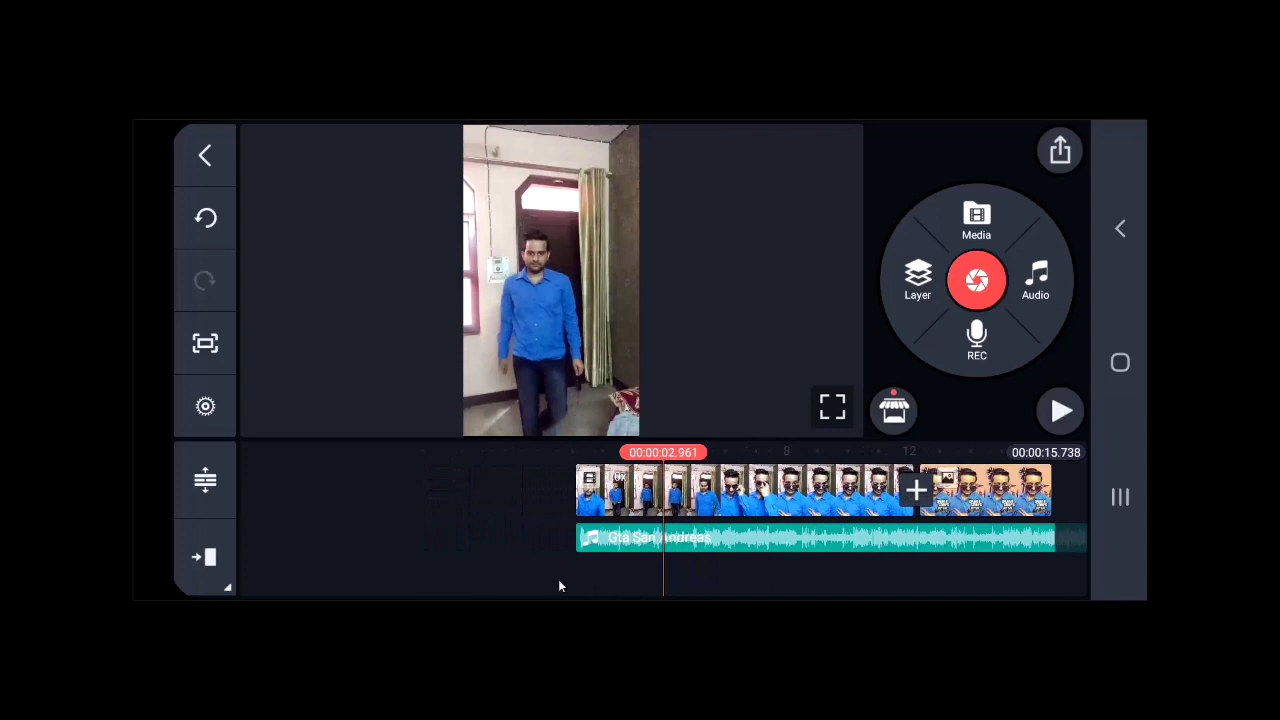 Media
Layer
Audio
REC
00:00:02.961
8
12
00:00:15.738
Gta San Andreas